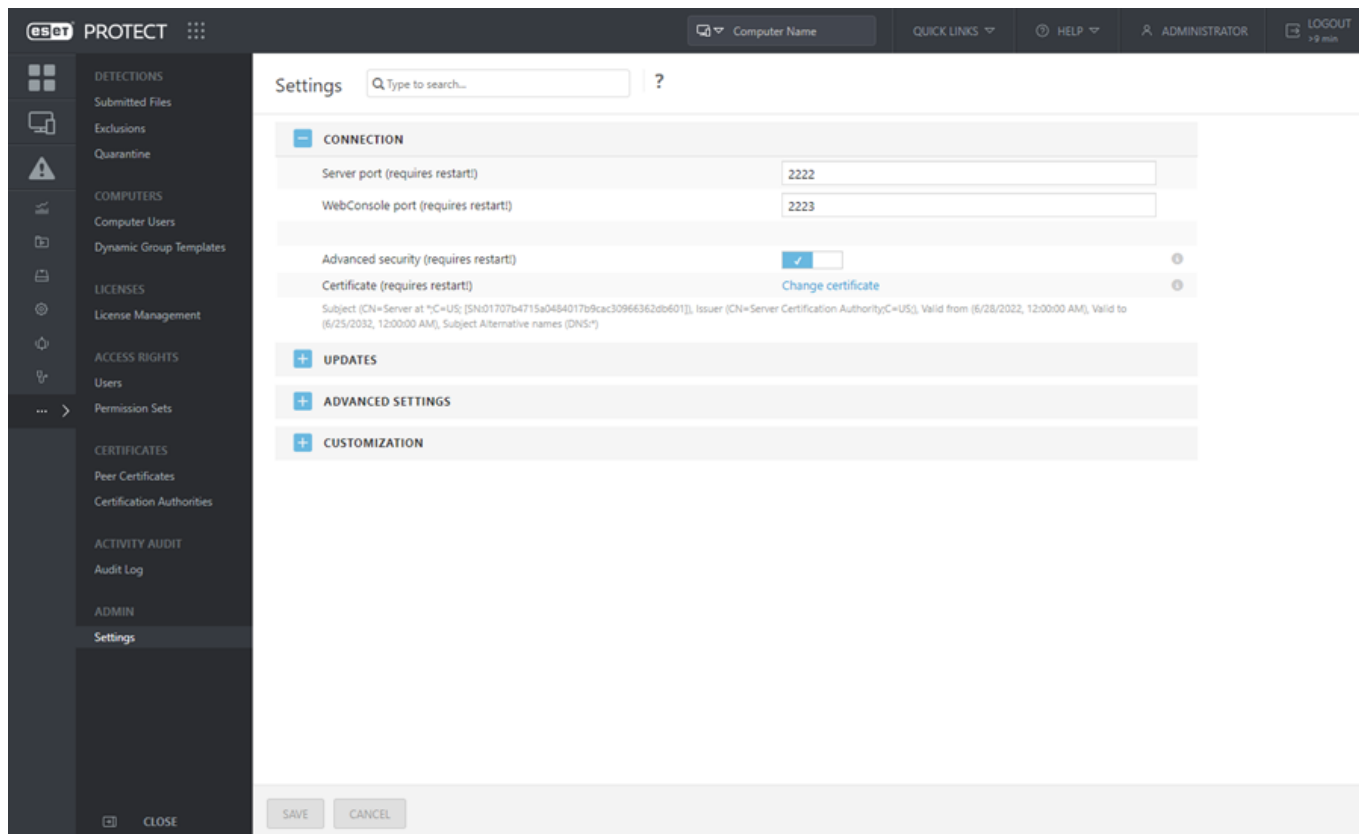 eset PROTECT
Computer Name
QUICK LINKS
HELP
ADMINISTRATOR
LOGOUT
>9 min
DETECTIONS
Submitted Files
Exclusions
Quarantine
COMPUTERS
Computer Users
Dynamic Group Templates
LICENSES
License Management
ACCESS RIGHTS
Users
Permission Sets
CERTIFICATES
Peer Certificates
Certification Authorities
ACTIVITY AUDIT
Audit Log
ADMIN
Settings
CLOSE
Settings
Type to search...
?
CONNECTION
Server port (requires restart!)
2222
WebConsole port (requires restart!)
2223
Advanced security (requires restart!)
Certificate (requires restart!)
Change certificate
Subject (CN=Server at *;C=US; [SN:01707b4715a0484017b9cac30966362db601]), Issuer (CN=Server Certification Authority;C=US;), Valid from (6/28/2022, 12:00:00 AM), Valid to
(6/25/2032, 12:00:00 AM), Subject Alternative names (DNS:*)
UPDATES
ADVANCED SETTINGS
CUSTOMIZATION
SAVE
CANCEL